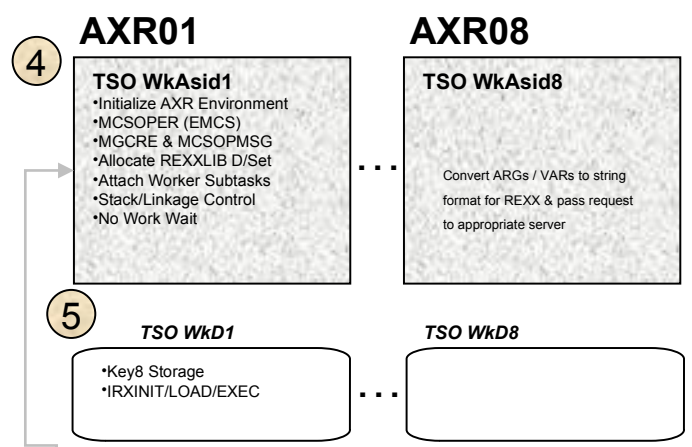 AXR01
AXR08
4
TSO WkAsid1
•Initialize AXR Environment
•MCSOPER (EMCS)
•MGCRE & MCSOPMSG
•Allocate REXXLIB D/Set
•Attach Worker Subtasks
•Stack/Linkage Control
•No Work Wait
...
TSO WkAsid8
Convert ARGs / VARs to string
format for REXX & pass request
to appropriate server
5
TSO WkD1
TSO WkD8
•Key8 Storage
•IRXINIT/LOAD/EXEC
...